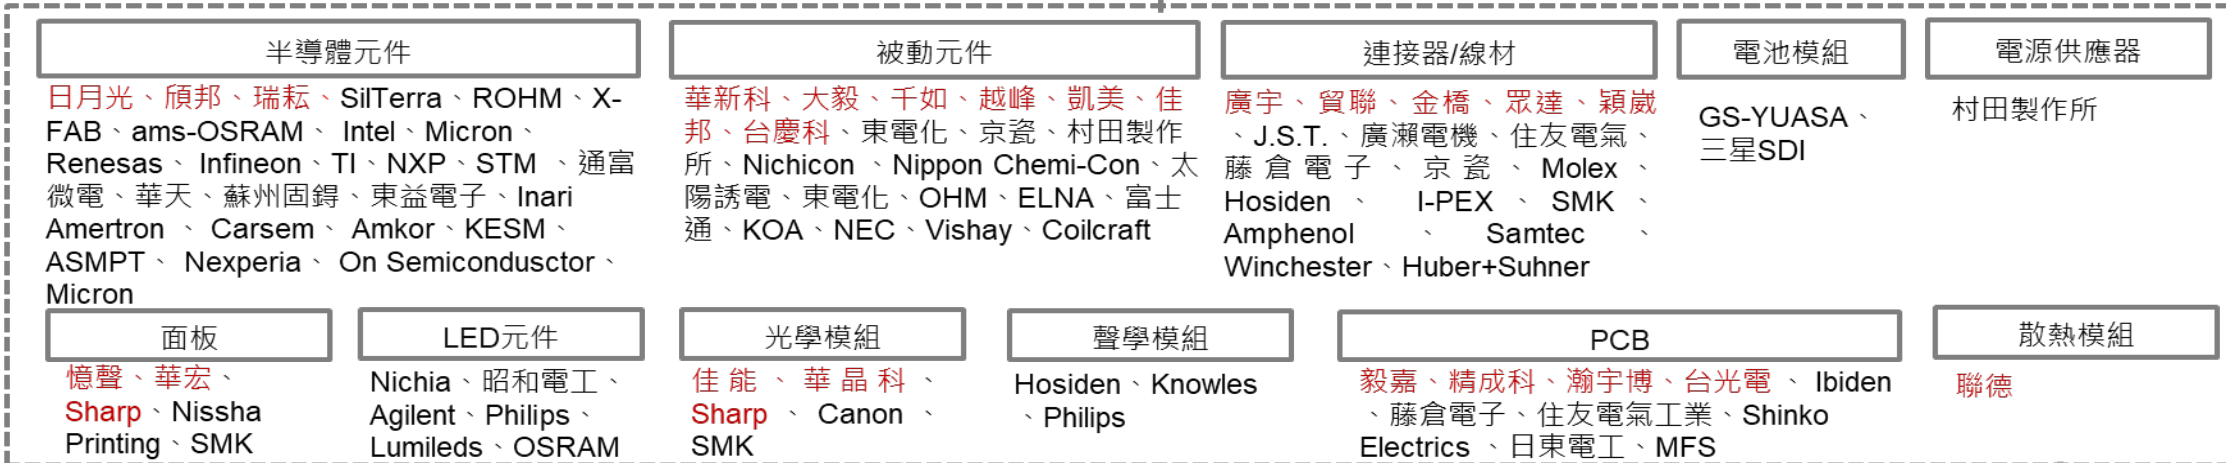 半導體元件
日月光、頎邦、瑞耘、SilTerra、ROHM、X-
FAB、ams-OSRAM、 Intel、Micron、
Renesas、 Infineon、TI、NXP、STM 、通富
微電、華天、蘇州固鍀、東益電子、Inari
Amertron 、 Carsem、 Amkor、KESM、
ASMPT、 Nexperia、 On Semicondusctor、
Micron
被動元件
華新科、大毅、千如、越峰、凱美、佳
邦、台慶科、東電化、京瓷、村田製作
所、Nichicon 、Nippon Chemi-Con、太
陽誘電、東電化、OHM、ELNA、富士
通、KOA、NEC、Vishay、Coilcraft
連接器/線材
廣宇、貿聯、金橋、眾達、穎崴
、J.S.T.、廣瀨電機、住友電氣、
藤倉電子、京瓷、Molex、
Hosiden 、 I-PEX 、 SMK 、
Amphenol 、 Samtec 、
Winchester、Huber+Suhner
電池模組
GS-YUASA、
三星SDI
電源供應器
村田製作所
面板
憶聲、華宏、
Sharp、Nissha
Printing、SMK
LED元件
Nichia、昭和電工、
Agilent、Philips、
Lumileds、OSRAM
光學模組
佳能、華晶科、
Sharp 、 Canon 、
SMK
聲學模組
Hosiden、Knowles
、Philips
PCB
毅嘉、精成科、瀚宇博、台光電 、 Ibiden
、藤倉電子、住友電氣工業、Shinko
Electrics 、日東電工、MFS
散熱模組
聯德